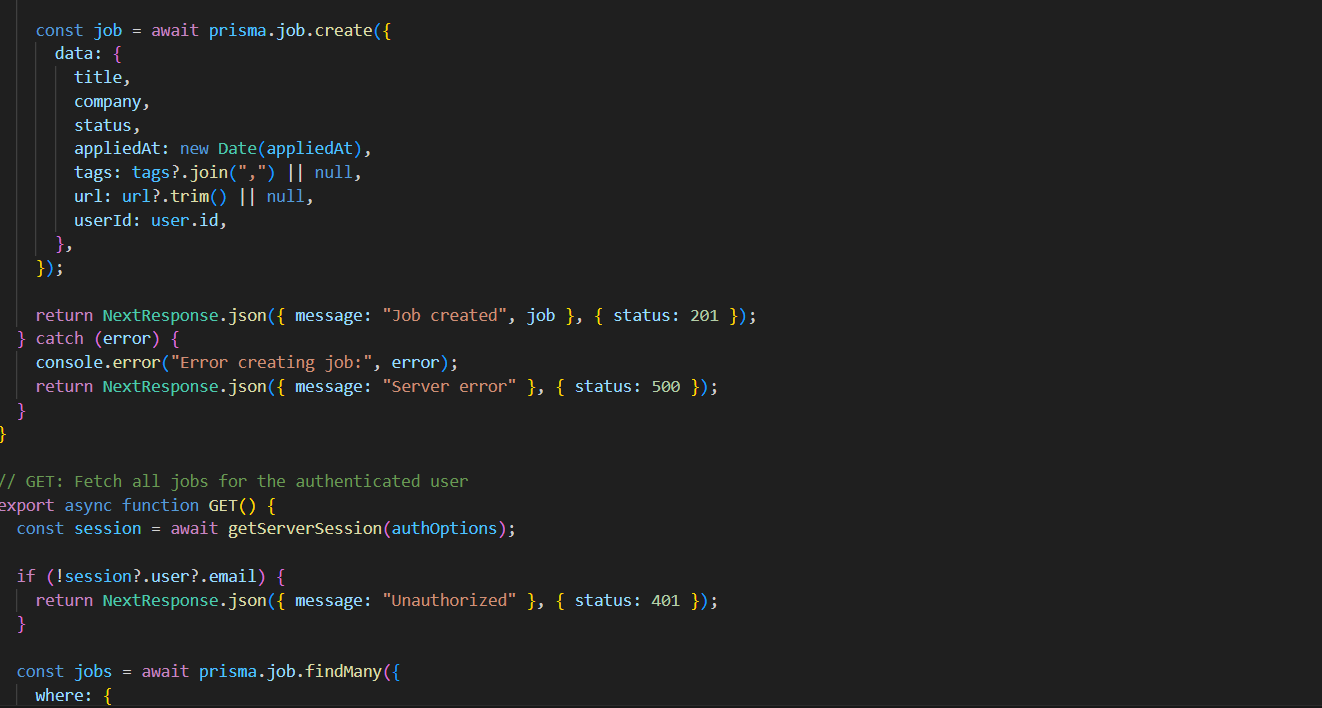 const job = await prisma.job.create({
data: {
title,
company,
status,
appliedAt: new Date(appliedAt),
tags: tags?.join(",") || null,
url: url?.trim() || null,
userId: user.id,
},
});
return NextResponse.json({ message: "Job created", job }, { status: 201 });
} catch (error) {
console.error("Error creating job:", error);
return NextResponse.json({ message: "Server error" }, { status: 500 });
}
}
// GET: Fetch all jobs for the authenticated user
export async function GET() {
const session = await getServerSession(authOptions);
if (!session?.user?.email) {
return NextResponse.json({ message: "Unauthorized" }, { status: 401 });
}
const jobs = await prisma.job.findMany({
where: {